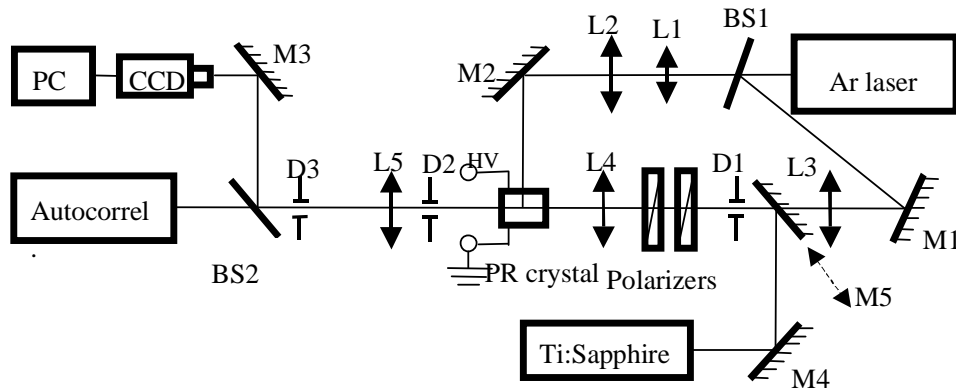 BS1
L2
L1
M3
M2
PC
CCD
Ar laser
HV
D3
L5
D2
L4
D1
L3
Autocorrel
.
M1
BS2
PR crystal
Polarizers
M5
Ti:Sapphire
M4